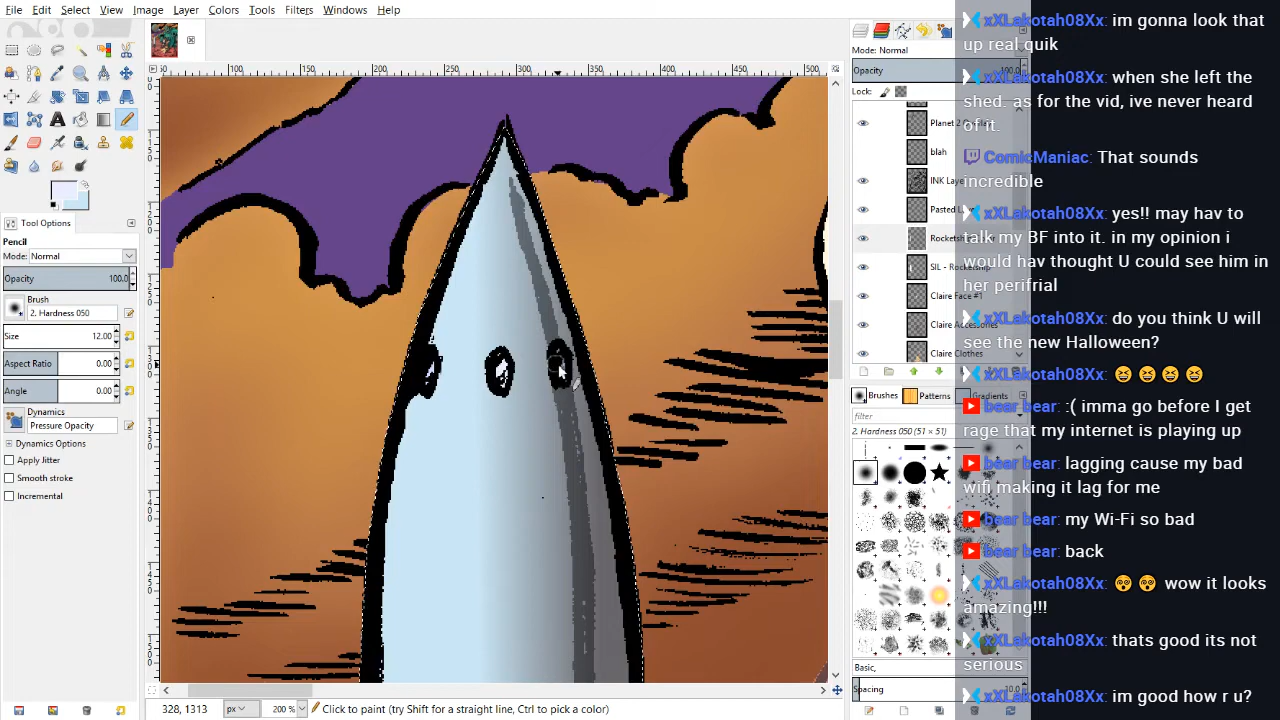 File Edit Select View Image Layer Colors Tools Filters Windows Help
Tool Options
Pencil
Mode: Normal
Opacity 100.0
Brush
2. Hardness 050
Size 12.00
Aspect Ratio 0.00
Angle 0.00
Dynamics
Pressure Opacity
Dynamics Options
Apply Jitter
Smooth stroke
Incremental
100 200 250 300 350 400 450 500
328, 1313 px 200 % Click to paint (try Shift for a straight line, Ctrl to pick a color)
Mode: Normal
Opacity 100.0
Lock:
Planet 2
blah
INK Laye
Pasted L
Rocketsh
SIL - Rocketship
Claire Face #1
Claire Accessories
Claire Clothes
Brushes Patterns Gradients
filter
2. Hardness 050 (51 × 51)
Basic,
Spacing 10.0
xXLakotah08Xx: im gonna look that
up real quik
xXLakotah08Xx: when she left the
shed. as for the vid, ive never heard
of it.
ComicManiac: That sounds
incredible
xXLakotah08Xx: yes!! may hav to
talk my BF into it. in my opinion i
would hav thought U could see him in
her perifrial
xXLakotah08Xx: do you think U will
see the new Halloween?
xXLakotah08Xx: 😆 😆 😆 😆
bear bear: :( imma go before I get
rage that my internet is playing up
bear bear: lagging cause my bad
wifi making it lag for me
bear bear: my Wi-Fi so bad
bear bear: back
xXLakotah08Xx: 😲 😲 wow it looks
amazing!!!
xXLakotah08Xx: thats good its not
serious
xXLakotah08Xx: im good how r u?